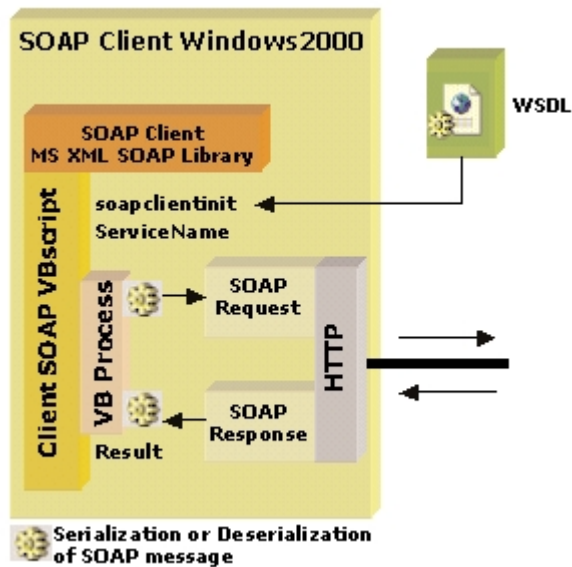 SOAP Client Windows2000
WSDL
SOAP Client
MS XML SOAP Library
soapclientinit
ServiceName
Client SOAP VBscript
VB Process
SOAP
Request
HTTP
SOAP
Response
Result
Serialization or Deserialization
of SOAP message